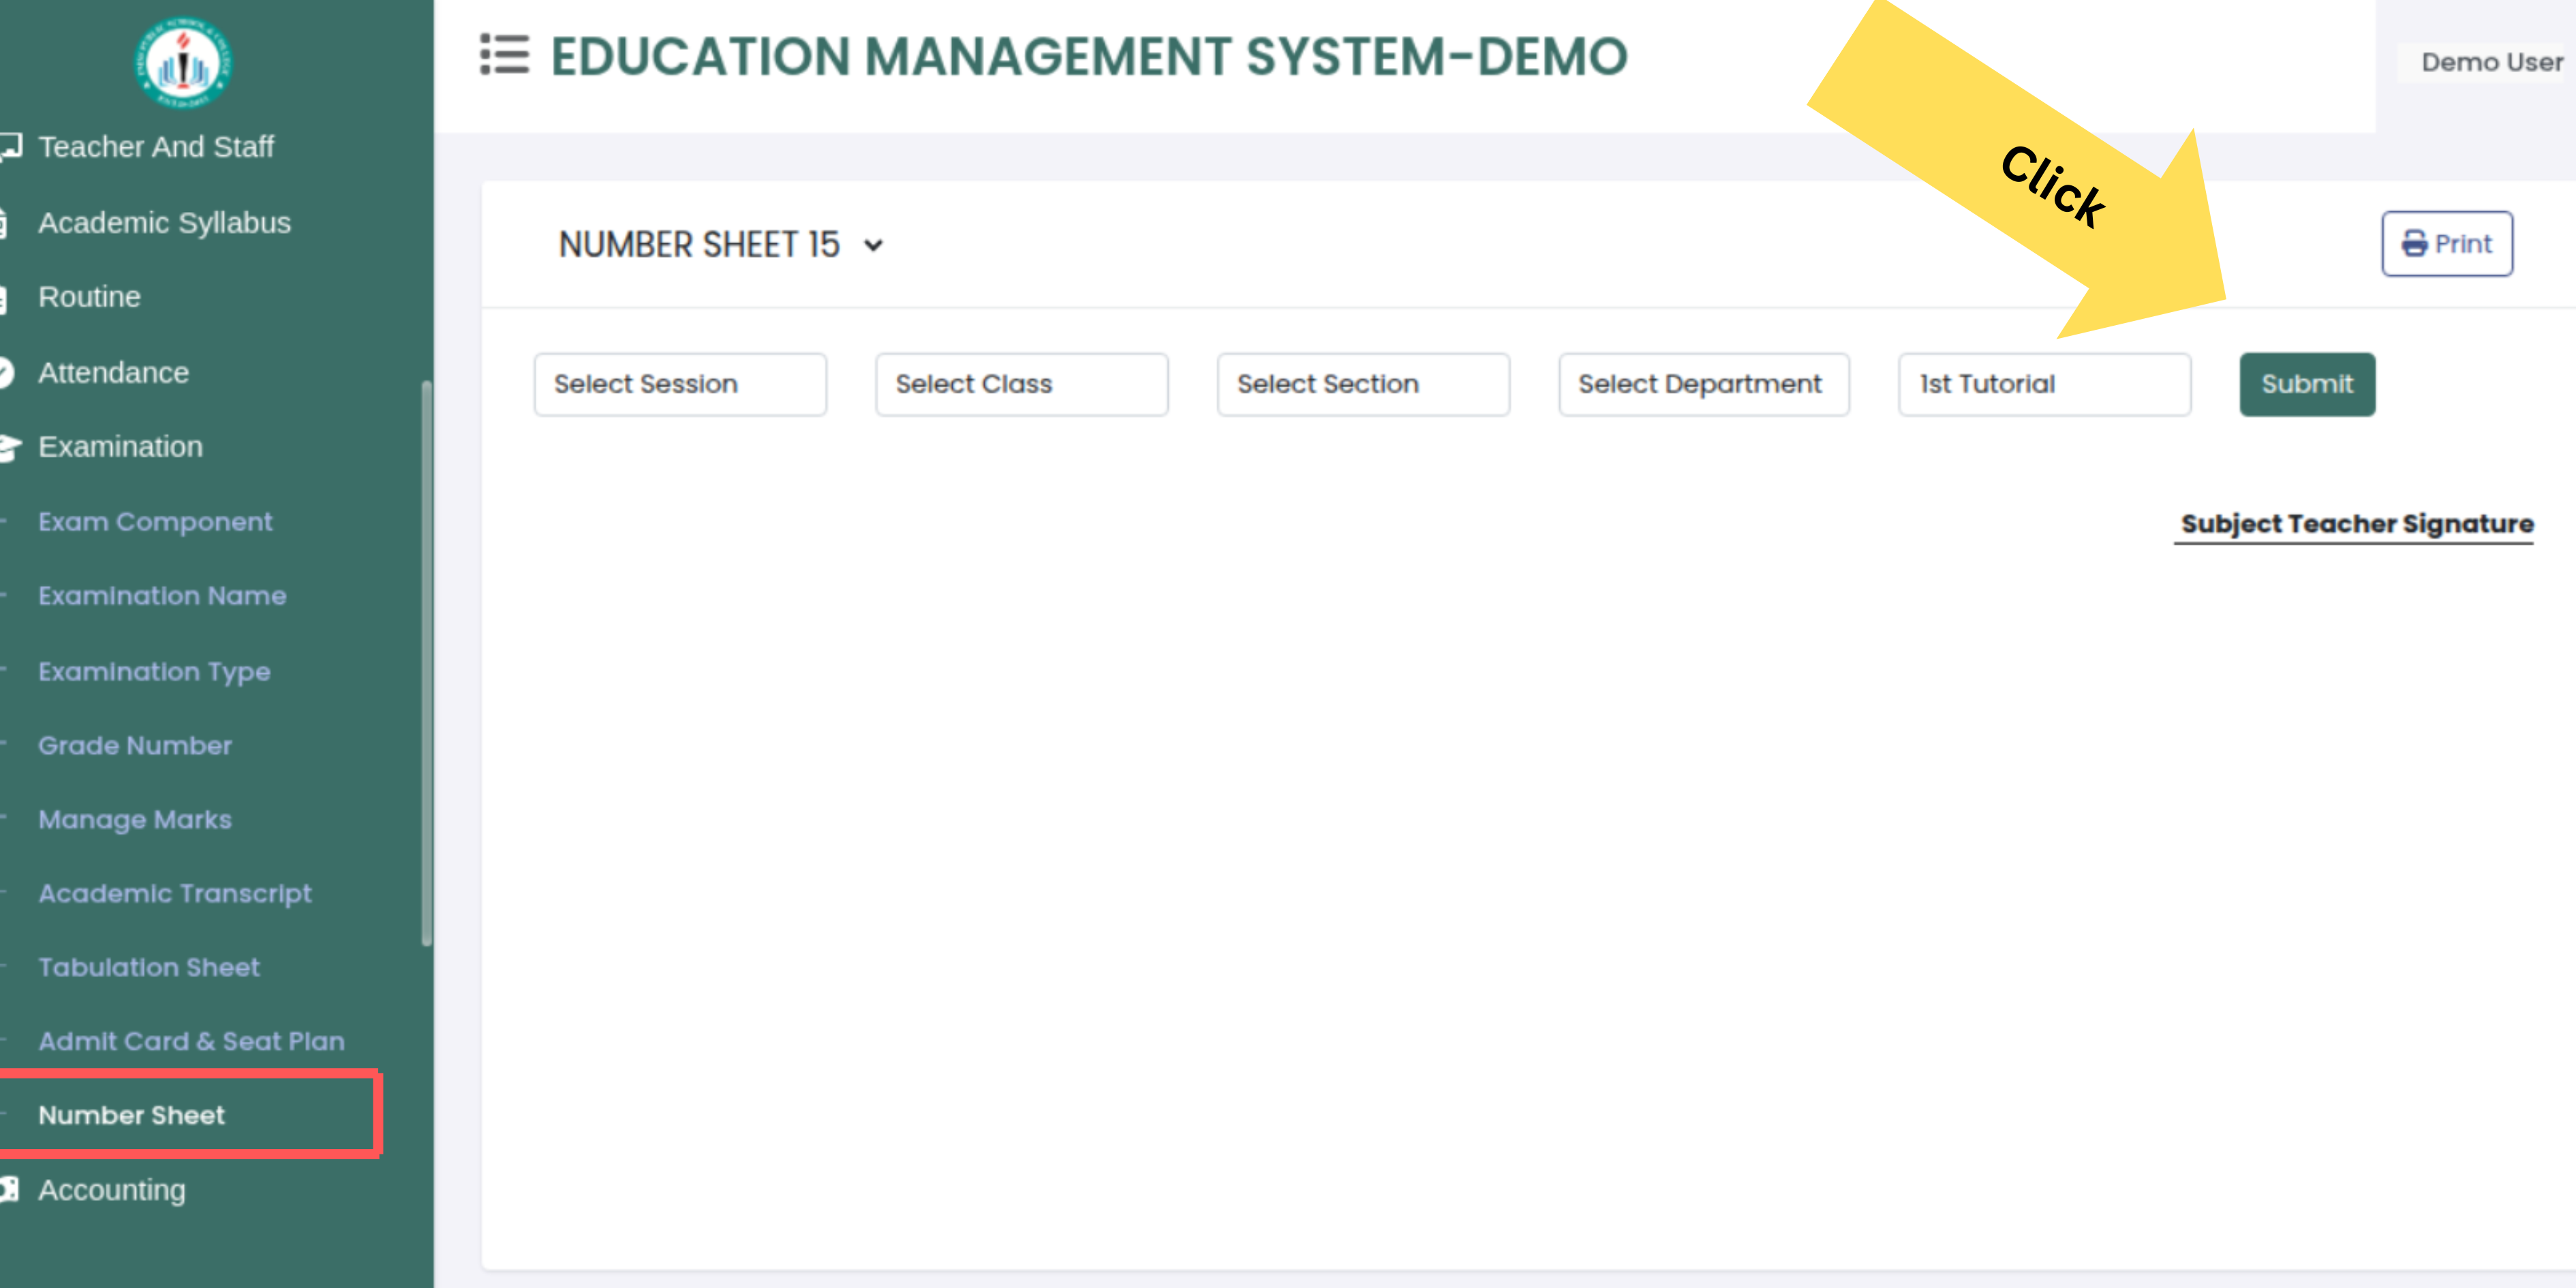 EDUCATION MANAGEMENT SYSTEM-DEMO
Demo User
Teacher And Staff
Academic Syllabus
Routine
Attendance
Examination
Exam Component
Examination Name
Examination Type
Grade Number
Manage Marks
Academic Transcript
Tabulation Sheet
Admit Card & Seat Plan
Number Sheet
Accounting
Click
NUMBER SHEET 15
Print
Select Session
Select Class
Select Section
Select Department
1st Tutorial
Submit
Subject Teacher Signature